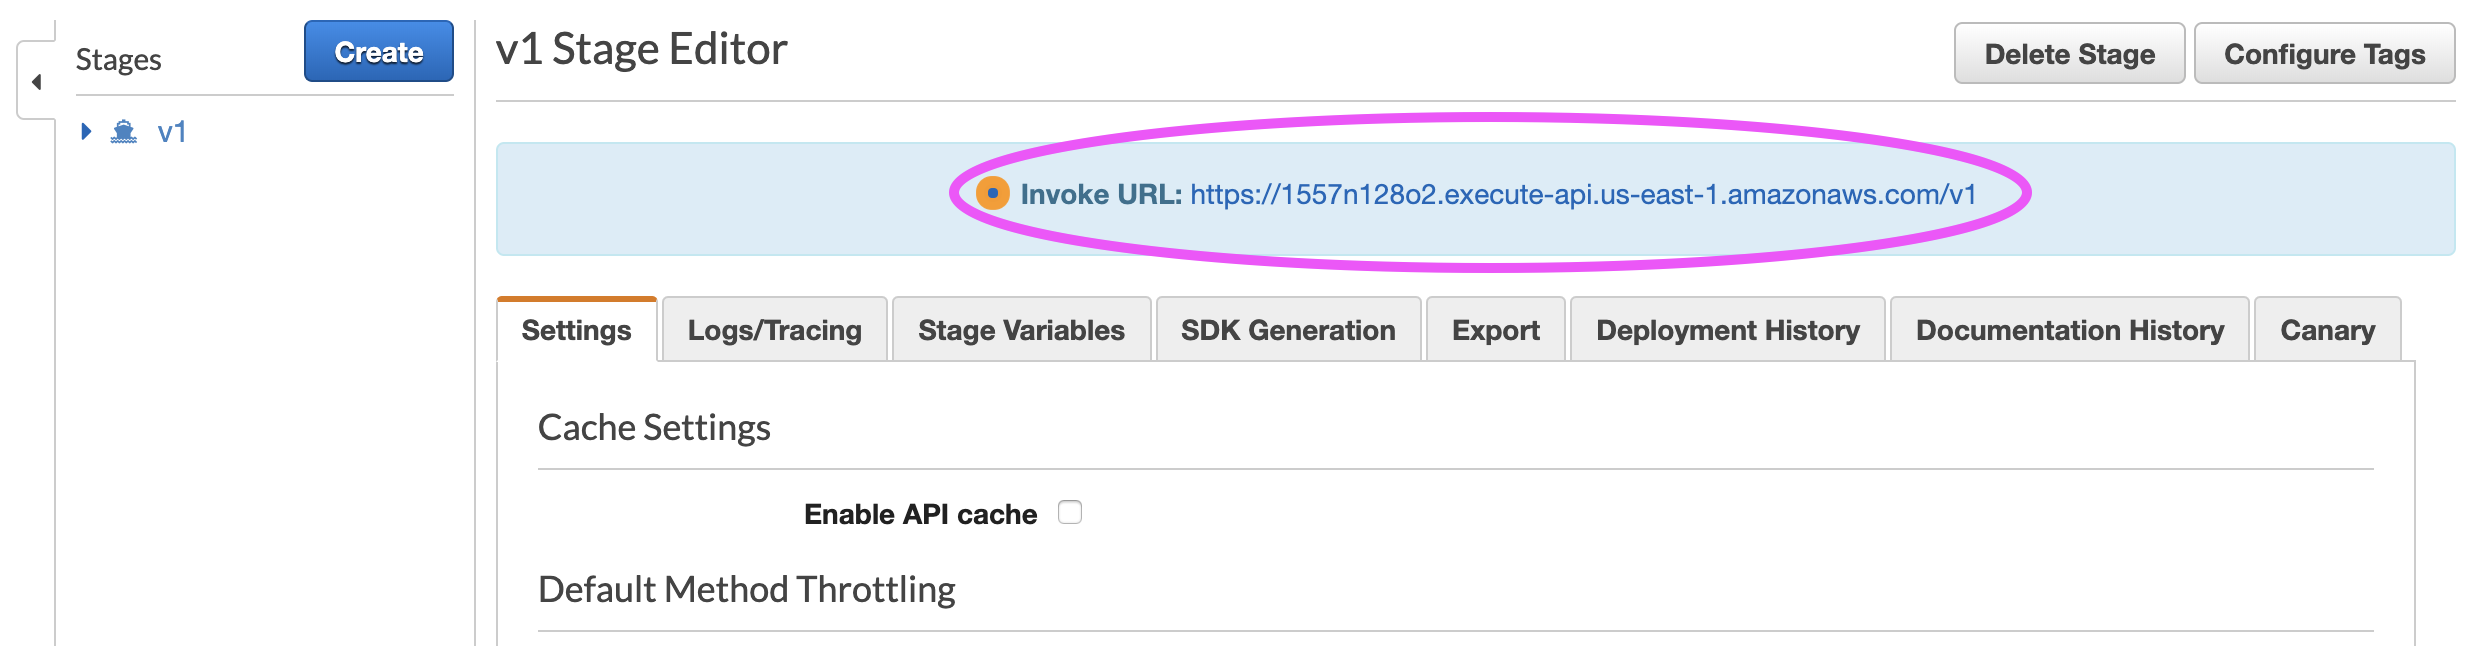 Stages
Create
v1
v1 Stage Editor
Delete Stage
Configure Tags
Invoke URL: https://1557n128o2.execute-api.us-east-1.amazonaws.com/v1
Settings
Logs/Tracing
Stage Variables
SDK Generation
Export
Deployment History
Documentation History
Canary
Cache Settings
Enable API cache
Default Method Throttling